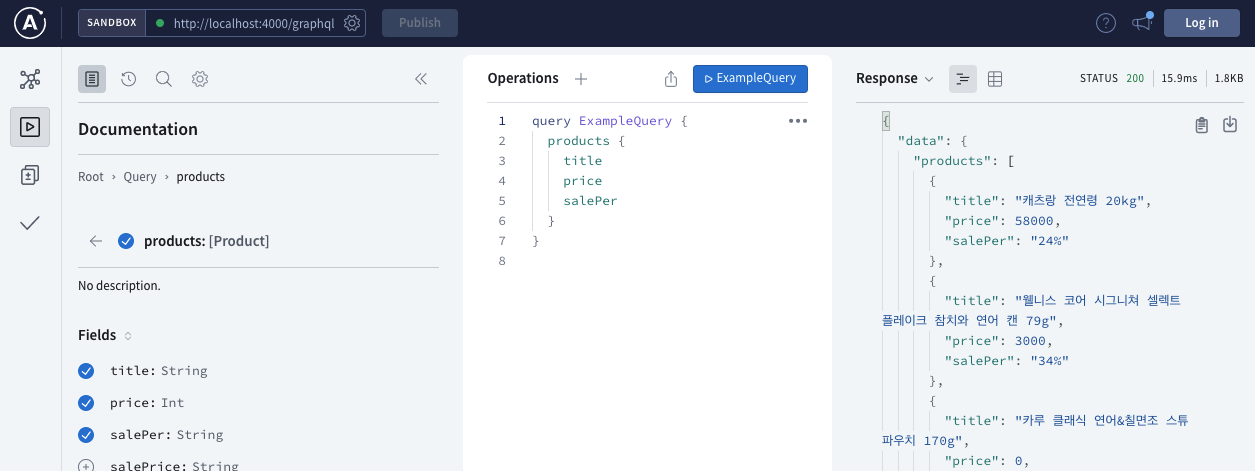 SANDBOX
http://localhost:4000/graphql
Publish
Log in
Documentation
Root › Query › products
products: [Product]
No description.
Fields
title: String
price: Int
salePer: String
salePrice: String
Operations
ExampleQuery
1 query ExampleQuery {
2 products {
3 title
4 price
5 salePer
6 }
7 }
8
Response
STATUS 200
15.9ms
1.8KB
{
"data": {
"products": [
{
"title": "캐츠랑 전연령 20kg",
"price": 58000,
"salePer": "24%"
},
{
"title": "웰니스 코어 시그니쳐 셀렉트
플레이크 참치와 연어 캔 79g",
"price": 3000,
"salePer": "34%"
},
{
"title": "카루 클래식 연어&칠면조 스튜
파우치 170g",
"price": 0,